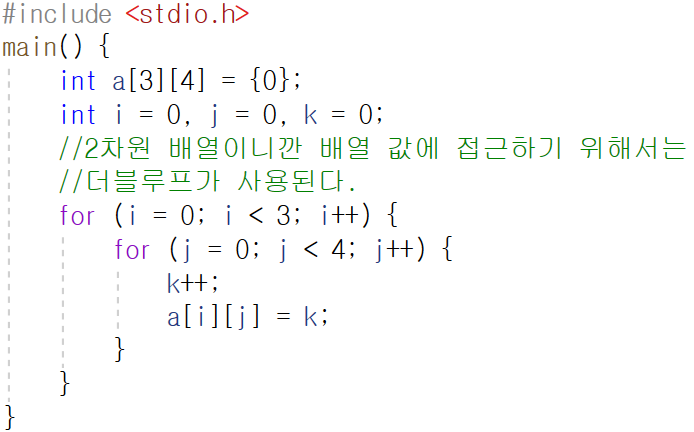 #include <stdio.h>
main() {
    int a[3][4] = {0};
    int i = 0, j = 0, k = 0;
    //2차원 배열이니깐 배열 값에 접근하기 위해서는
    //더블루프가 사용된다.
    for (i = 0; i < 3; i++) {
        for (j = 0; j < 4; j++) {
            k++;
            a[i][j] = k;
        }
    }
}